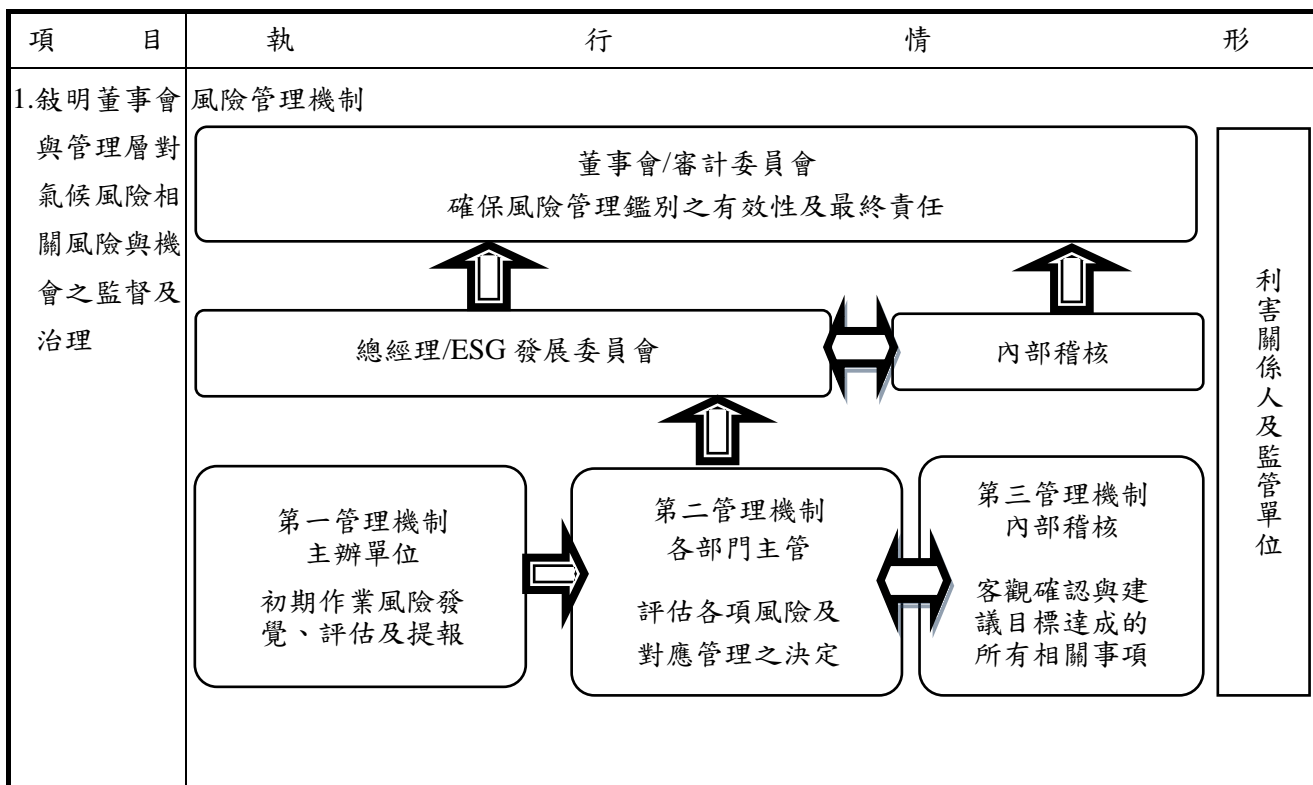 項 目 執 行 情 形
1.敍明董事會
與管理層對
氣候風險相
關風險與機
會之監督及
治理
風險管理機制
董事會/審計委員會
確保風險管理鑑別之有效性及最終責任
總經理/ESG 發展委員會
內部稽核
第一管理機制
主辦單位
初期作業風險發
覺、評估及提報
第二管理機制
各部門主管
評估各項風險及
對應管理之決定
第三管理機制
內部稽核
客觀確認與建
議目標達成的
所有相關事項
利害關係人及監管單位